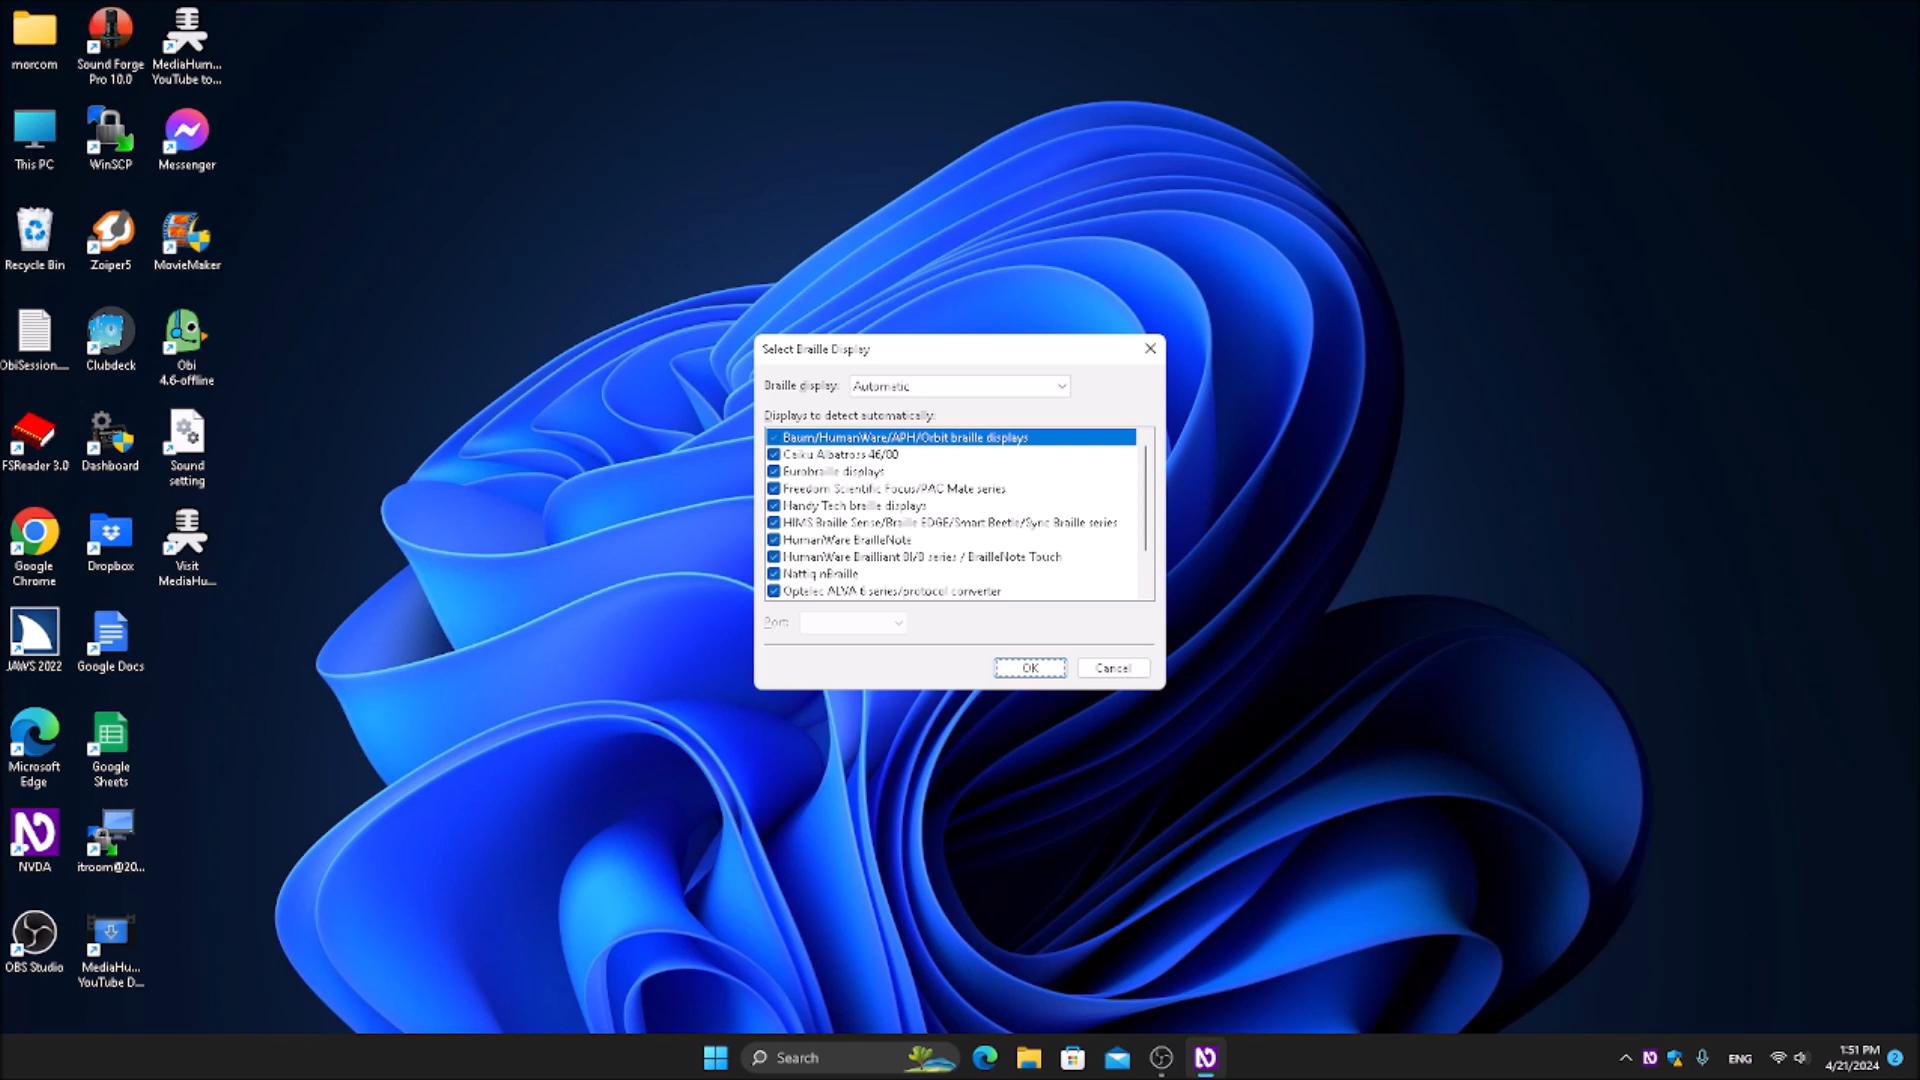 morcom
Sound Forge
Pro 10.0
MediaHum...
YouTube to...
This PC
WinSCP
Messenger
Recycle Bin
Zoiper5
MovieMaker
ObiSession....
Clubdeck
Obi
4.6-offline
FSReader 3.0
Dashboard
Sound
setting
Google
Chrome
Dropbox
Visit
MediaHu...
JAWS 2022
Google Docs
Microsoft
Edge
Google
Sheets
NVDA
itroom@20...
OBS Studio
MediaHu...
YouTube D...
Select Braille Display
Braille display: Automatic
Displays to detect automatically:
Baum/HumanWare/APH/Orbit braille displays
Caiku Albatross 46/80
Eurobraille displays
Freedom Scientific Focus/PAC Mate series
Handy Tech braille displays
HIMS Braille Sense/Braille EDGE/Smart Beetle/Sync Braille series
HumanWare BrailleNote
HumanWare Brailliant BI/B series / BrailleNote Touch
Nattiq nBraille
Optelec ALVA 6 series/protocol converter
Port:
OK Cancel
Search
ENG
1:51 PM
4/21/2024
2